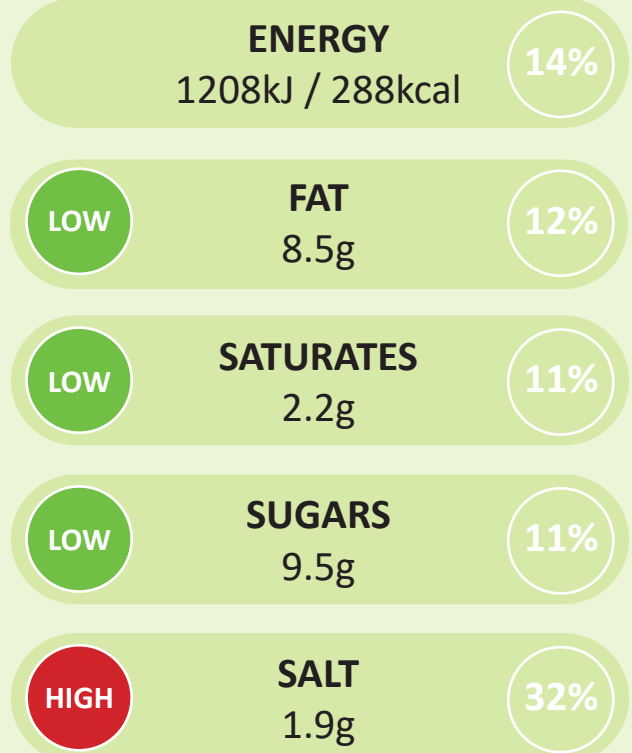 ENERGY
1208kJ / 288kcal
14%
LOW
FAT
8.5g
12%
LOW
SATURATES
2.2g
11%
LOW
SUGARS
9.5g
11%
HIGH
SALT
1.9g
32%